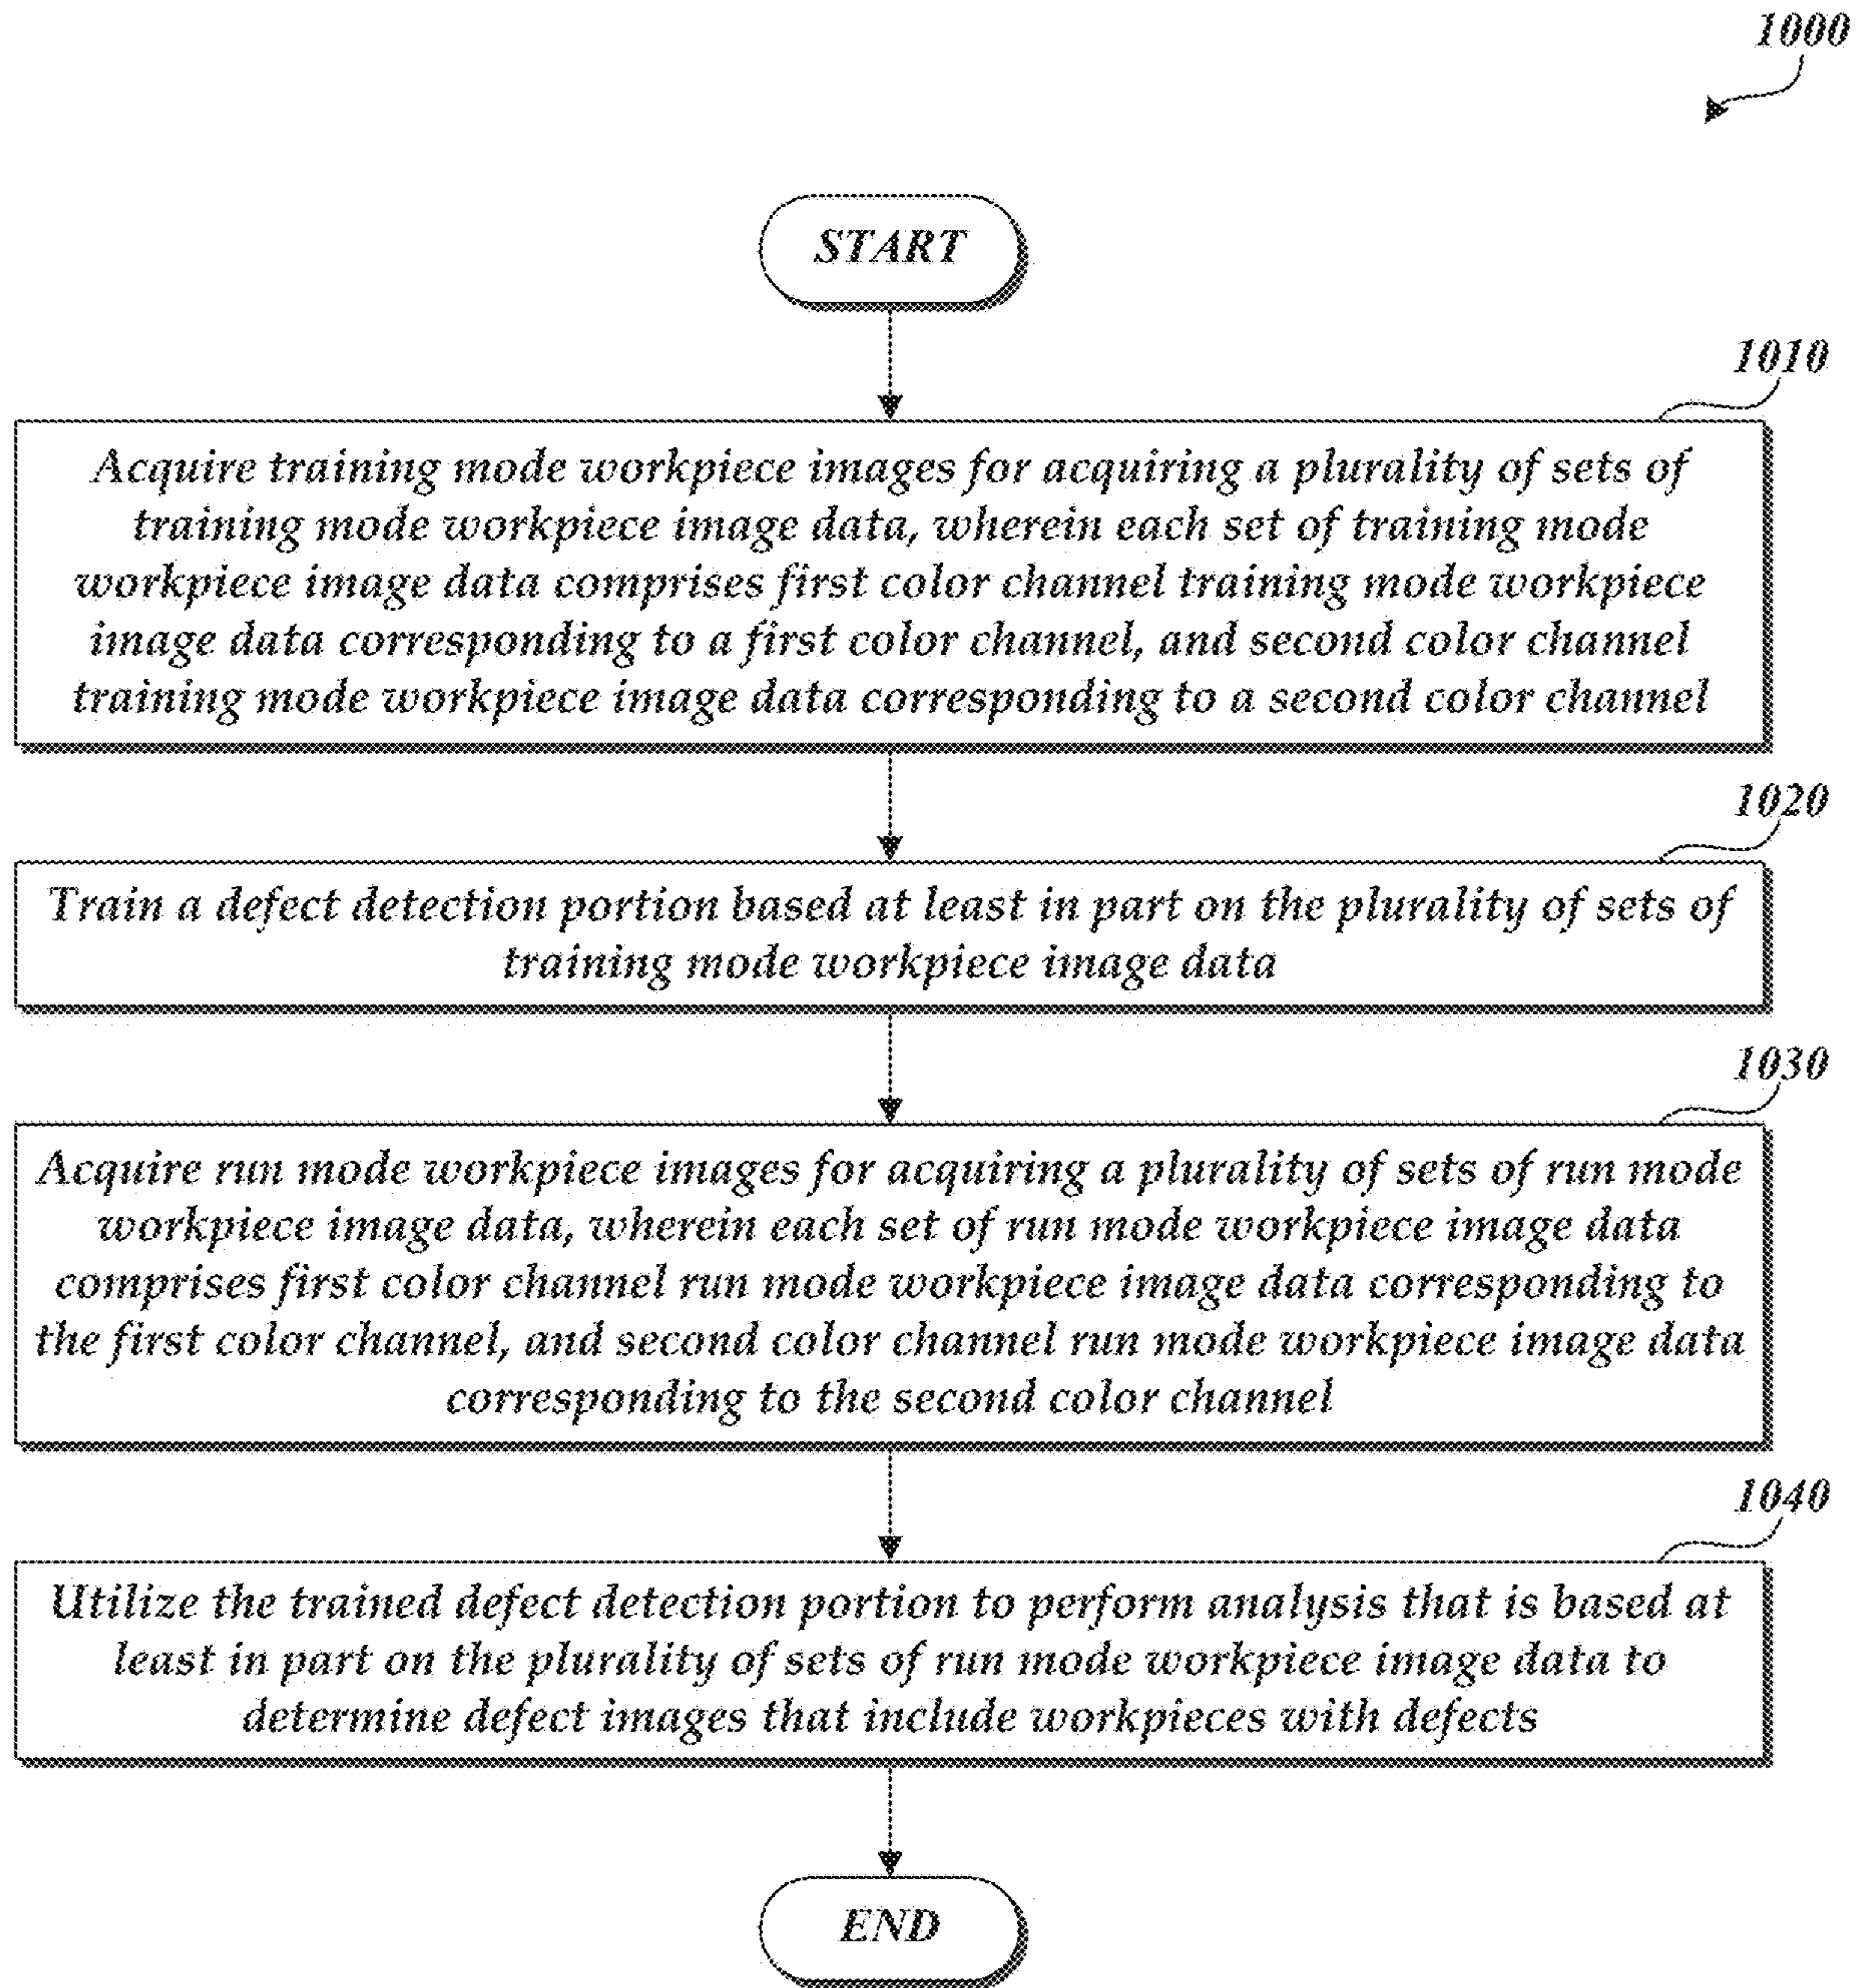 1000
START
1010
Acquire training mode workpiece images for acquiring a plurality of sets of
training mode workpiece image data, wherein each set of training mode
workpiece image data comprises first color channel training mode workpiece
image data corresponding to a first color channel, and second color channel
training mode workpiece image data corresponding to a second color channel
1020
Train a defect detection portion based at least in part on the plurality of sets of
training mode workpiece image data
1030
Acquire run mode workpiece images for acquiring a plurality of sets of run mode
workpiece image data, wherein each set of run mode workpiece image data
comprises first color channel run mode workpiece image data corresponding to
the first color channel, and second color channel run mode workpiece image data
corresponding to the second color channel
1040
Utilize the trained defect detection portion to perform analysis that is based at
least in part on the plurality of sets of run mode workpiece image data to
determine defect images that include workpieces with defects
END